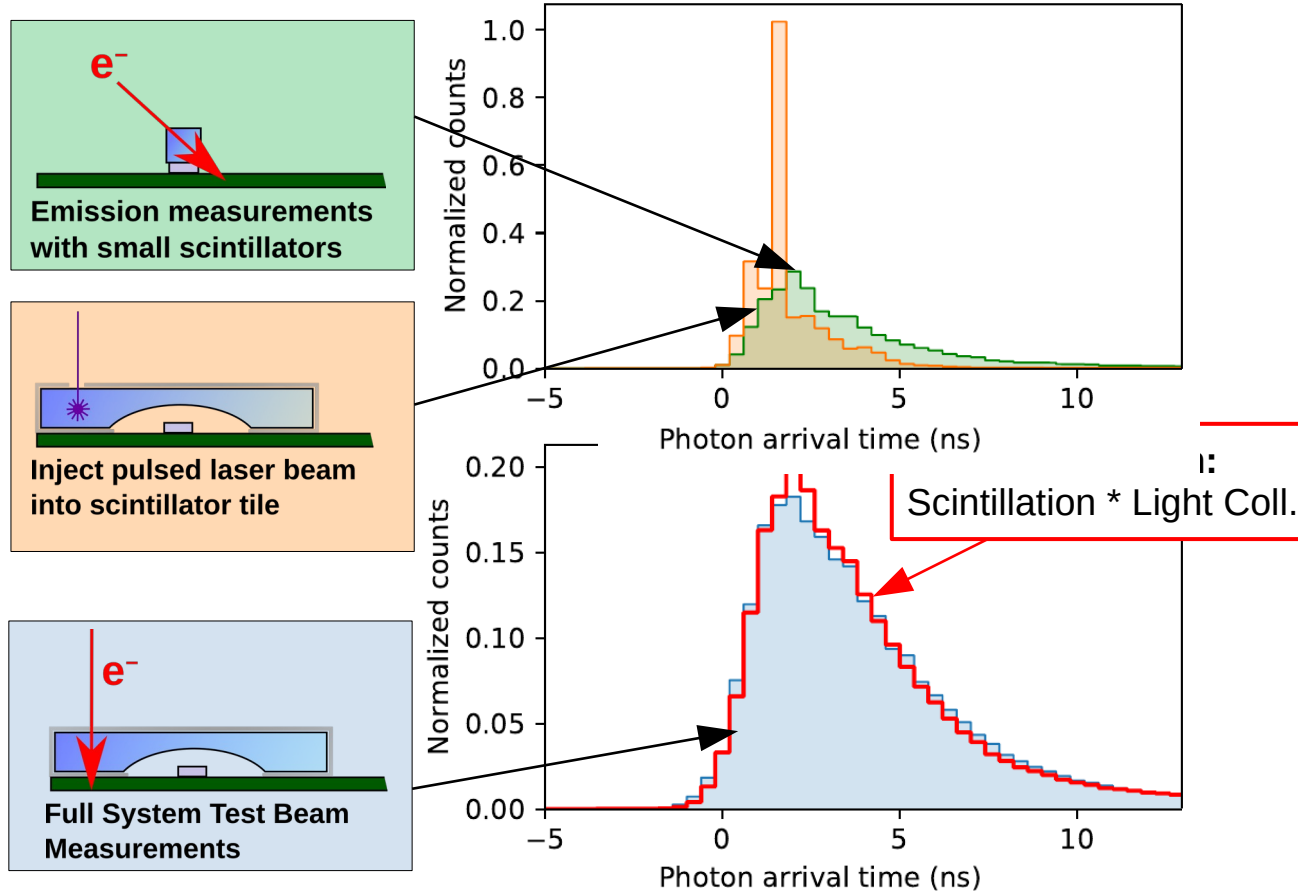 e⁻
Emission measurements
with small scintillators
Inject pulsed laser beam
into scintillator tile
e⁻
Full System Test Beam
Measurements
Normalized counts
1.0
0.8
0.6
0.4
0.2
0.0
−5
0
5
10
Photon arrival time (ns)
Scintillation * Light Coll.
Normalized counts
0.20
0.15
0.10
0.05
0.00
−5
0
5
10
Photon arrival time (ns)